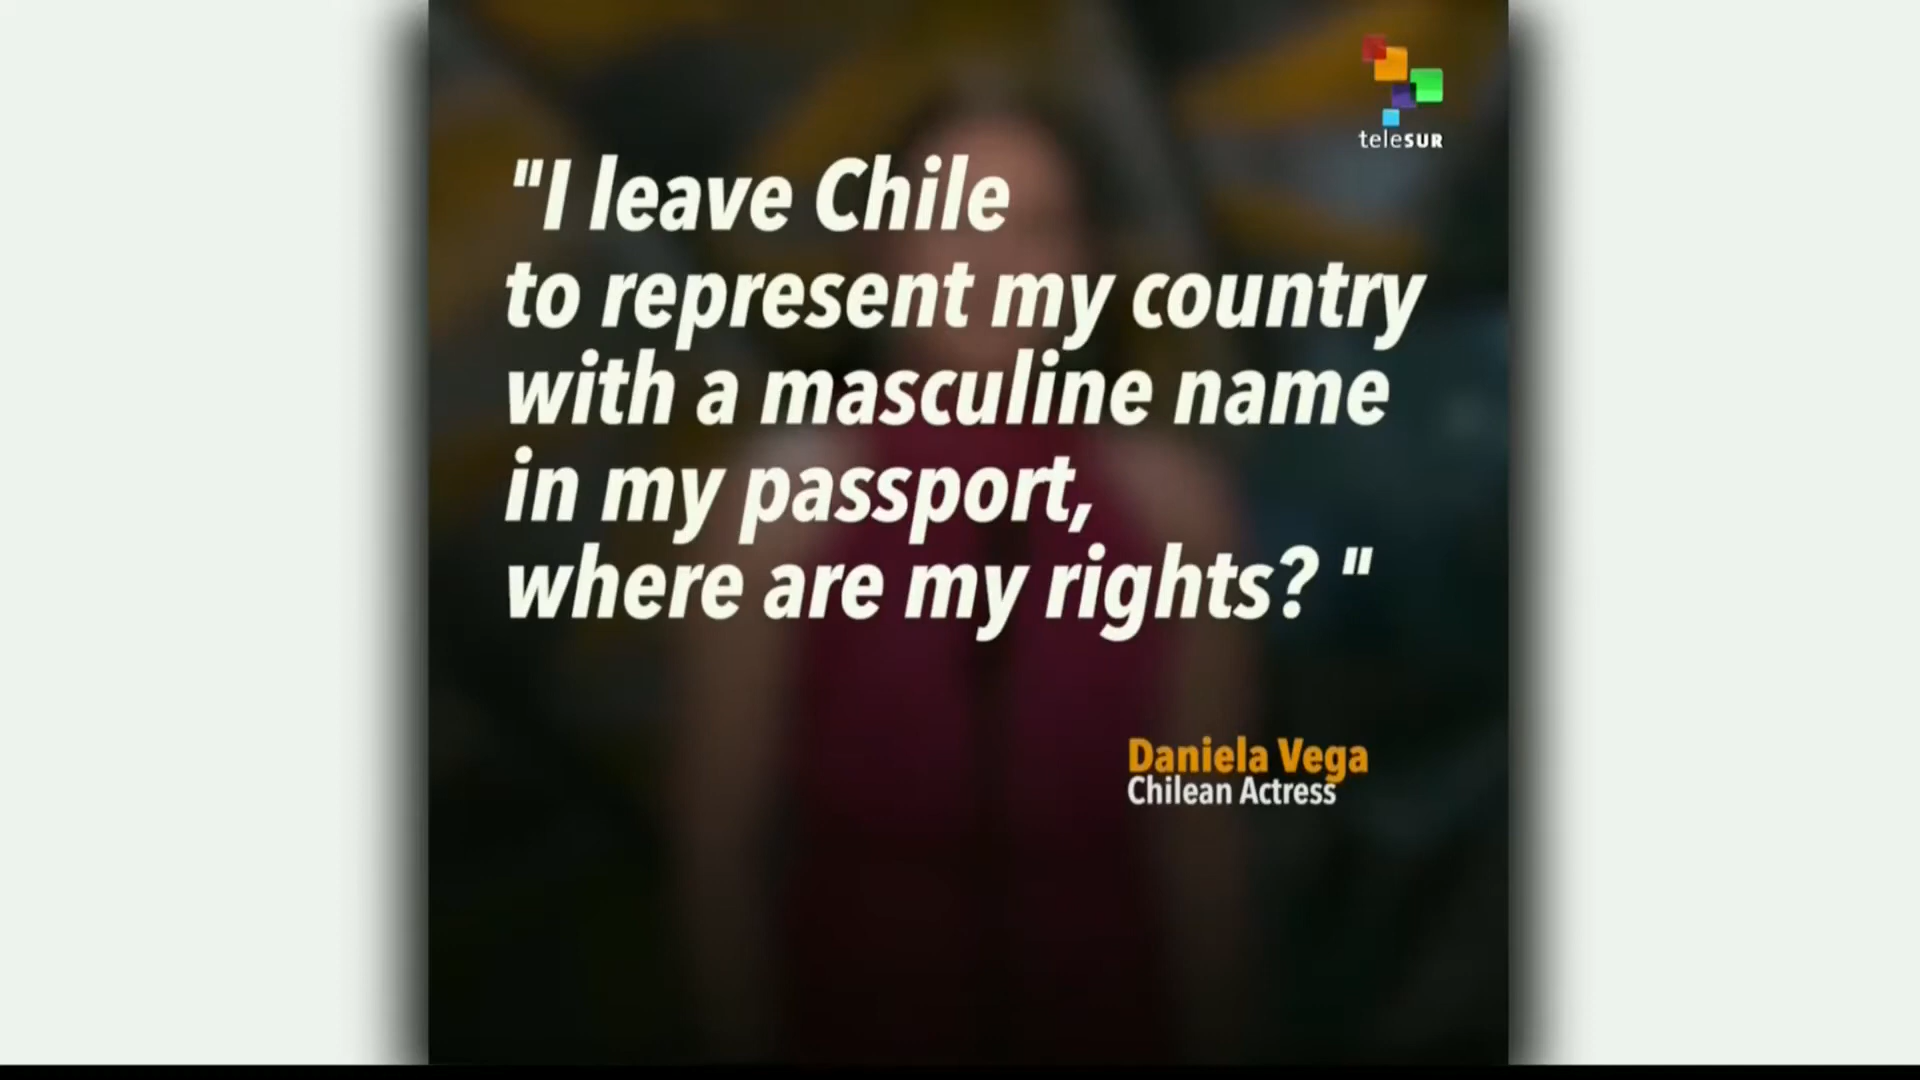 teleSUR
"I leave Chile
to represent my country
with a masculine name
in my passport,
where are my rights? "
Daniela Vega
Chilean Actress